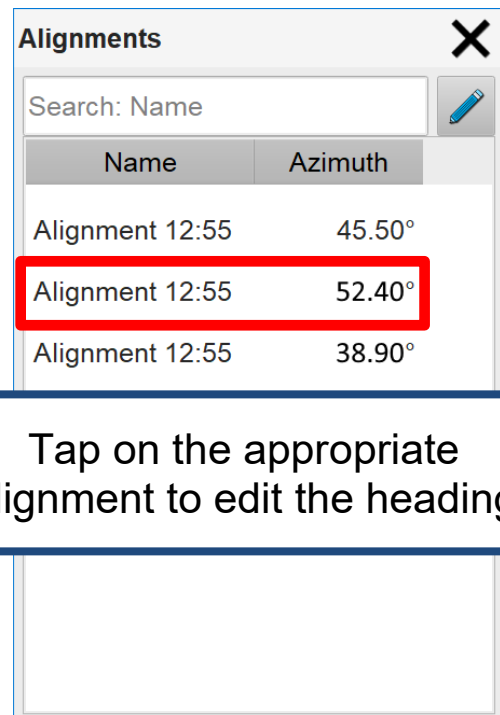 Alignments
Search: Name
Name Azimuth
Alignment 12:55 45.50°
Alignment 12:55 52.40°
Alignment 12:55 38.90°
Tap on the appropriate
lignment to edit the heading